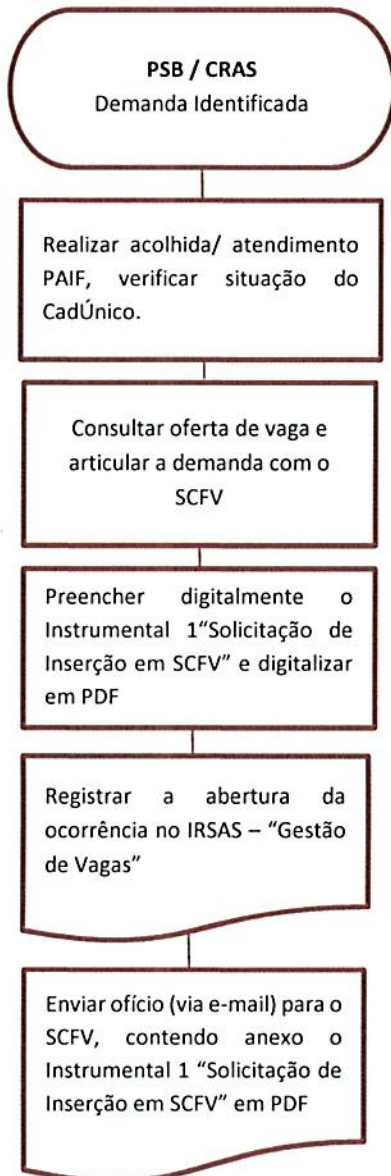 PSB / CRAS
Demanda Identificada
Realizar acolhida/ atendimento
PAIF, verificar situação do
CadÚnico.
Consultar oferta de vaga e
articular a demanda com o
SCFV
Preencher digitalmente o
Instrumental 1“Solicitação de
Inserção em SCFV” e digitalizar
em PDF
Registrar a abertura da
ocorrência no IRSAS – “Gestão
de Vagas”
Enviar ofício (via e-mail) para o
SCFV, contendo anexo o
Instrumental 1 “Solicitação de
Inserção em SCFV” em PDF